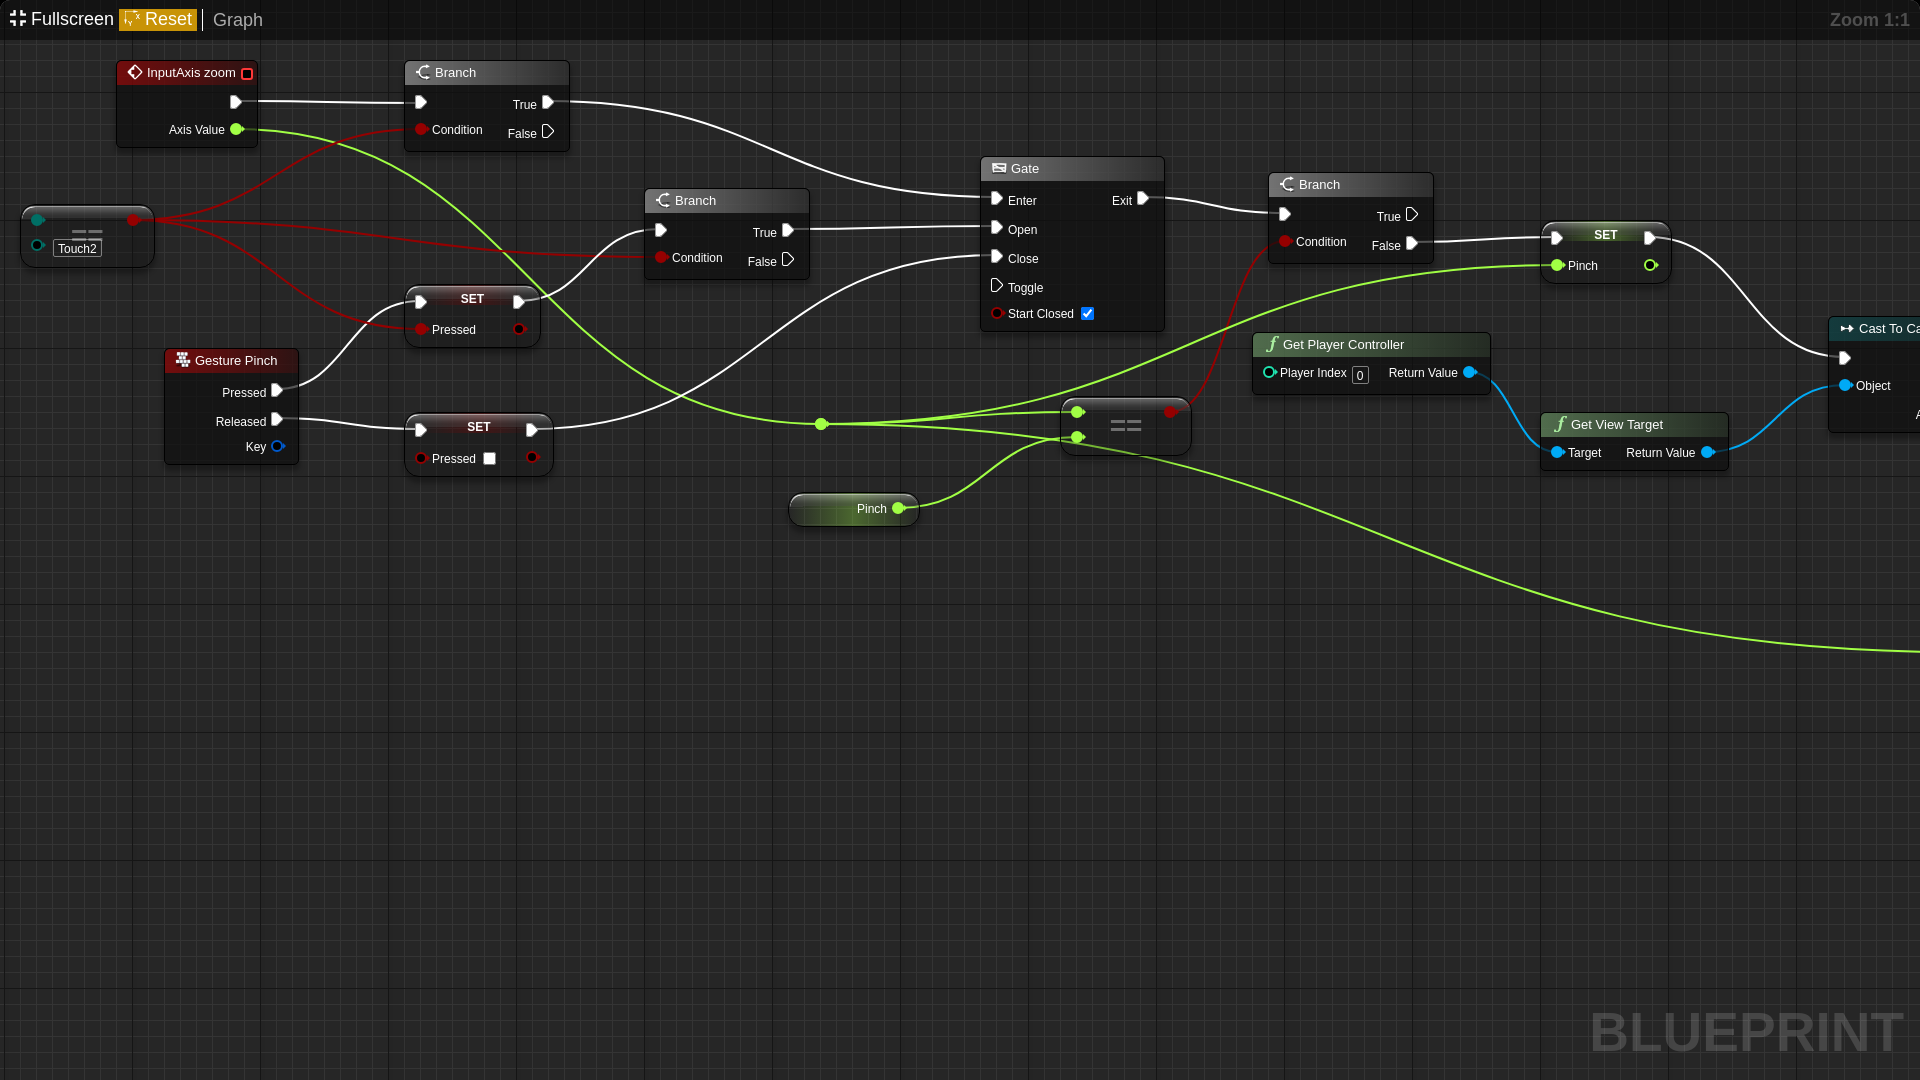 Fullscreen Reset Graph
Zoom 1:1
InputAxis zoom
Axis Value
Branch
True
Condition
False
==
Touch2
Branch
True
Condition
False
SET
Pressed
Gesture Pinch
Pressed
Released
Key
SET
Pressed
Gate
Enter
Exit
Open
Close
Toggle
Start Closed
Branch
True
Condition
False
SET
Pinch
Get Player Controller
Player Index 0 Return Value
==
Pinch
Get View Target
Target Return Value
Cast To Ca
Object
A
BLUEPRINT